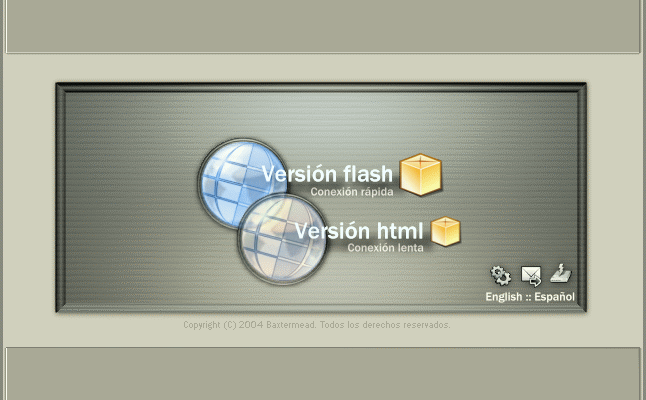 Versión flash
Conexión rápida
Versión html
Conexión lenta
English :: Español
Copyright (C) 2004 Baxtermead. Todos los derechos reservados.